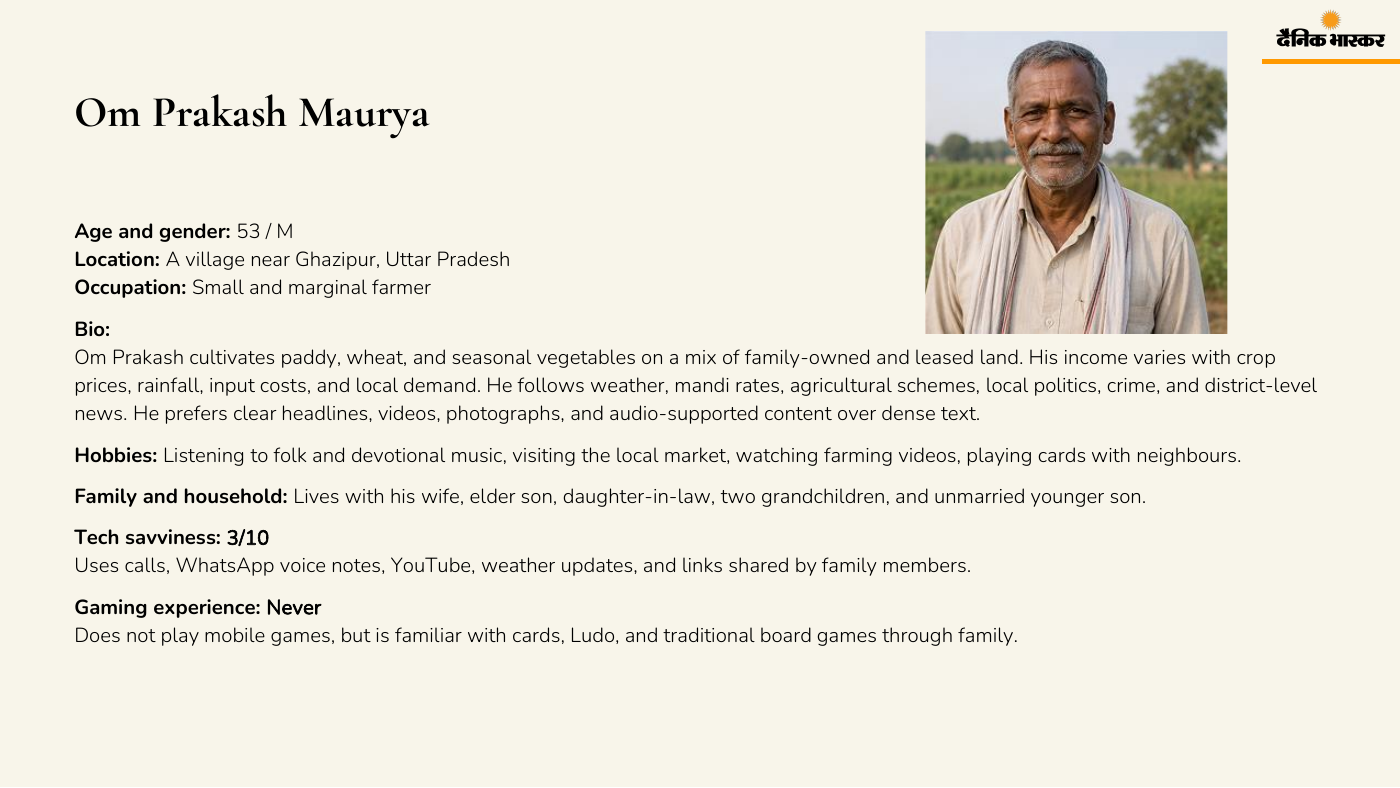 दैनिक भास्कर
Om Prakash Maurya
Age and gender: 53 / M
Location: A village near Ghazipur, Uttar Pradesh
Occupation: Small and marginal farmer
Bio:
Om Prakash cultivates paddy, wheat, and seasonal vegetables on a mix of family-owned and leased land. His income varies with crop
prices, rainfall, input costs, and local demand. He follows weather, mandi rates, agricultural schemes, local politics, crime, and district-level
news. He prefers clear headlines, videos, photographs, and audio-supported content over dense text.
Hobbies: Listening to folk and devotional music, visiting the local market, watching farming videos, playing cards with neighbours.
Family and household: Lives with his wife, elder son, daughter-in-law, two grandchildren, and unmarried younger son.
Tech savviness: 3/10
Uses calls, WhatsApp voice notes, YouTube, weather updates, and links shared by family members.
Gaming experience: Never
Does not play mobile games, but is familiar with cards, Ludo, and traditional board games through family.